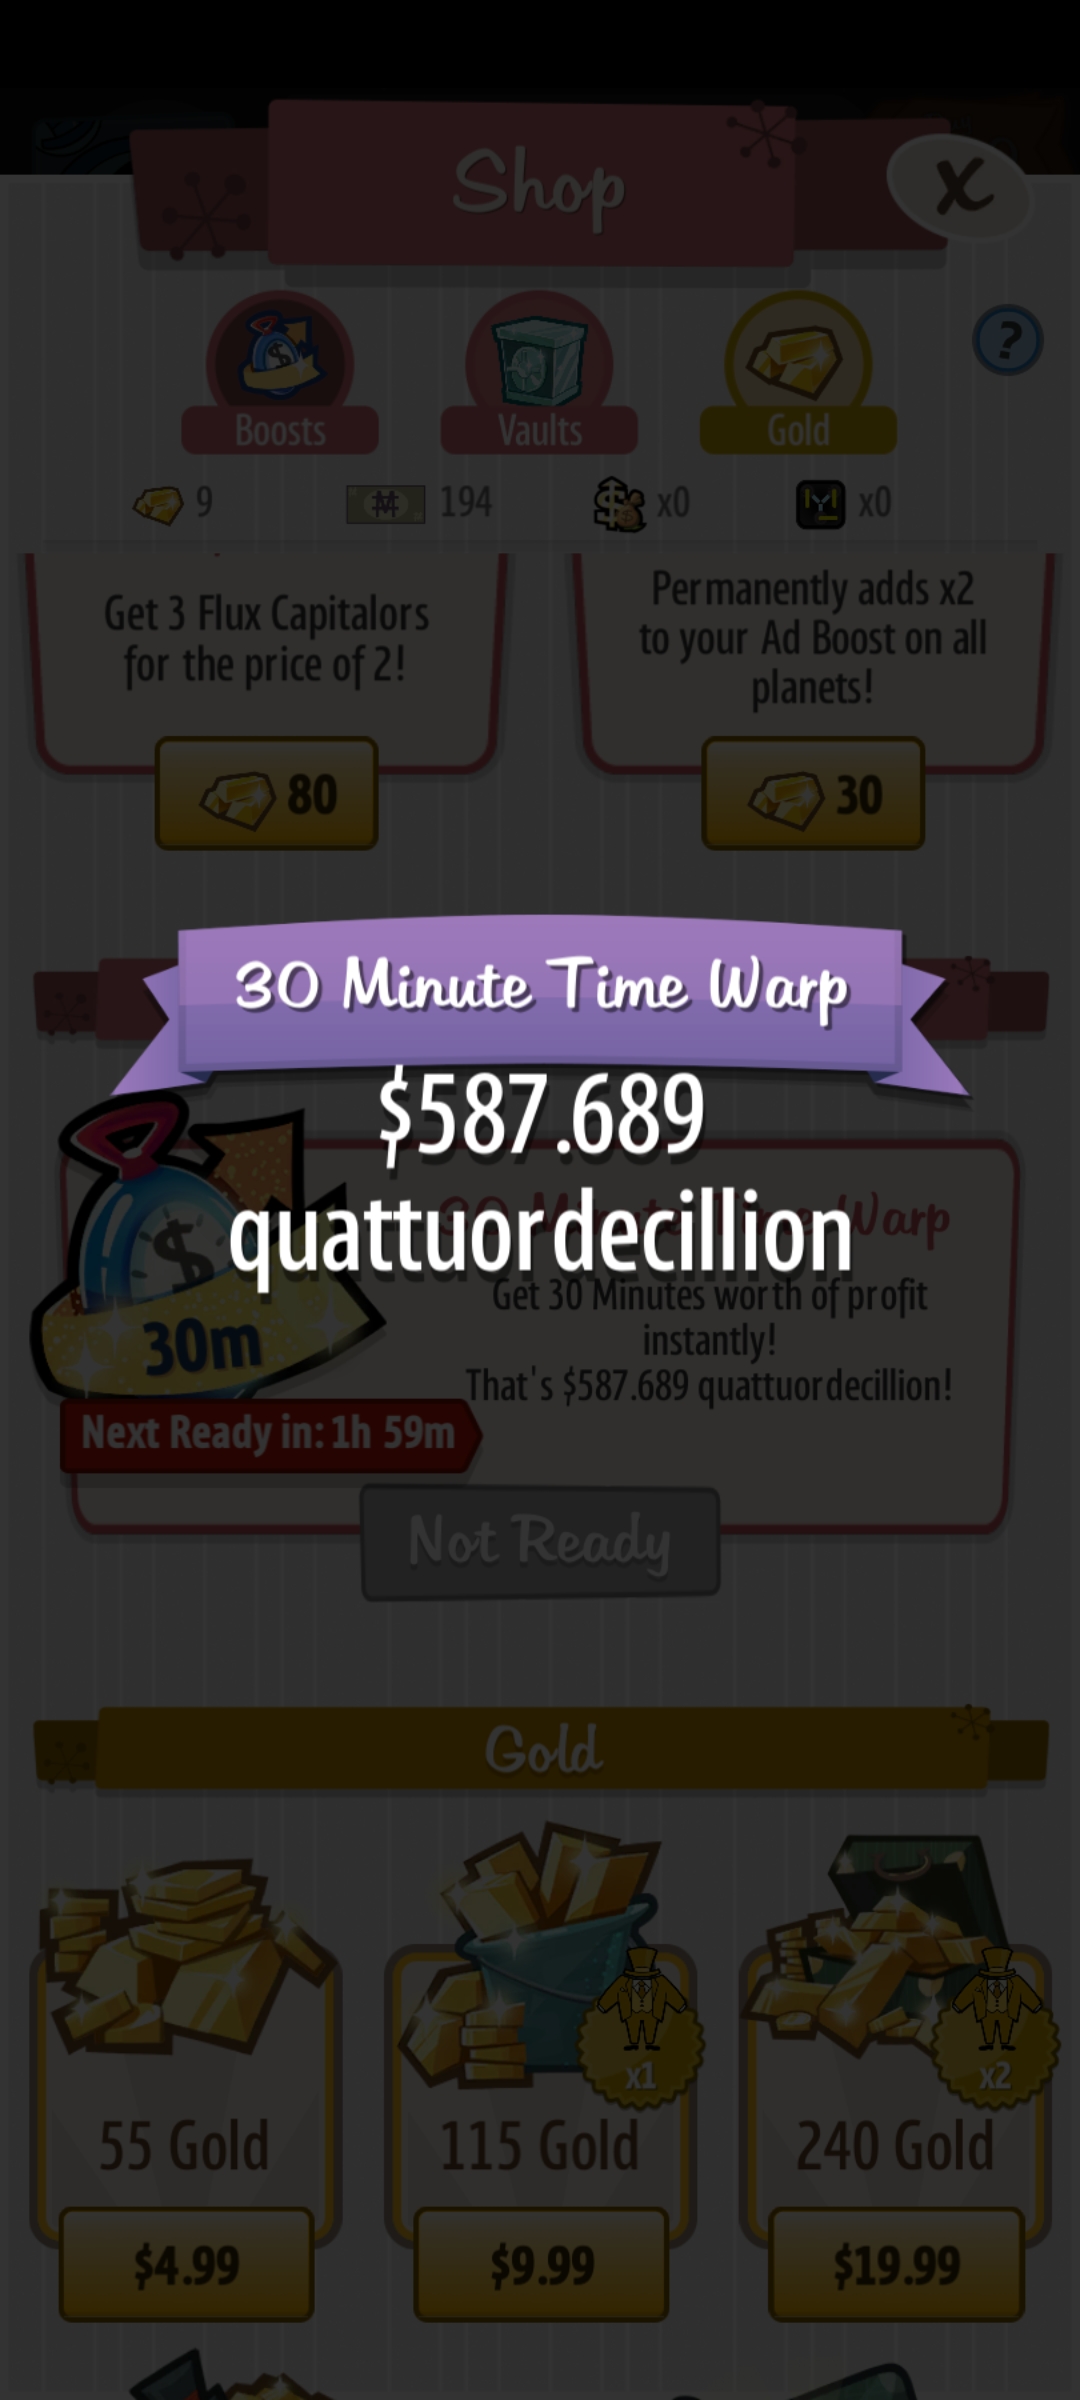 Shop
X
?
Boosts
Vaults
Gold
9
194
x0
x0
Get 3 Flux Capitalors
for the price of 2!
80
Permanently adds x2
to your Ad Boost on all
planets!
30
30 Minute Time Warp
$587.689
quattuordecillion
30 Minute Time Warp
Get 30 Minutes worth of profit
instantly!
That's $587.689 quattuordecillion!
30m
Next Ready in: 1h 59m
Not Ready
Gold
x1
x2
55 Gold
115 Gold
240 Gold
$4.99
$9.99
$19.99